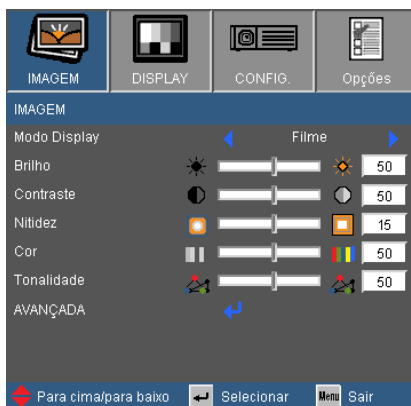 IMAGEM DISPLAY CONFIG. Opções
IMAGEM
Modo Display Filme
Brilho 50
Contraste 50
Nitidez 15
Cor 50
Tonalidade 50
AVANÇADA
Para cima/para baixo Selecionar Menu Sair